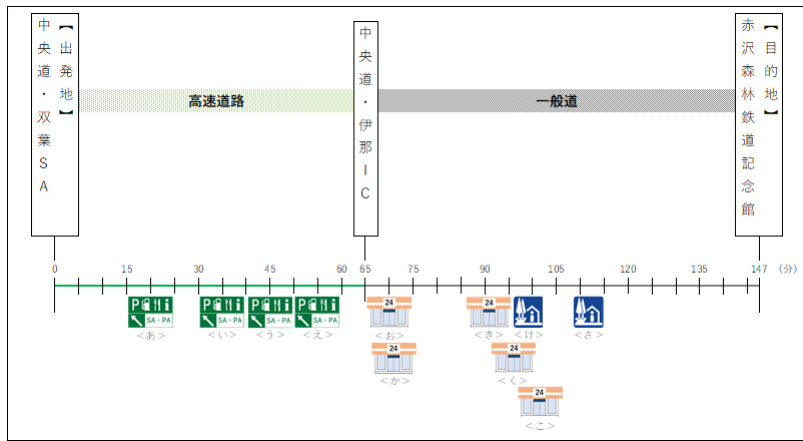 【出発地】
中央道・双葉SA
中央道・伊那IC
【目的地】
赤沢森林鉄道記念館
高速道路
一般道
0 15 30 45 60 65 75 90 105 120 135 147 (分)
P i P i P i P i
SA・PA SA・PA SA・PA SA・PA
24 24
<あ> <い> <う> <え> <お> <き> <け> <さ>
24 24
<か> <く>
24
<こ>